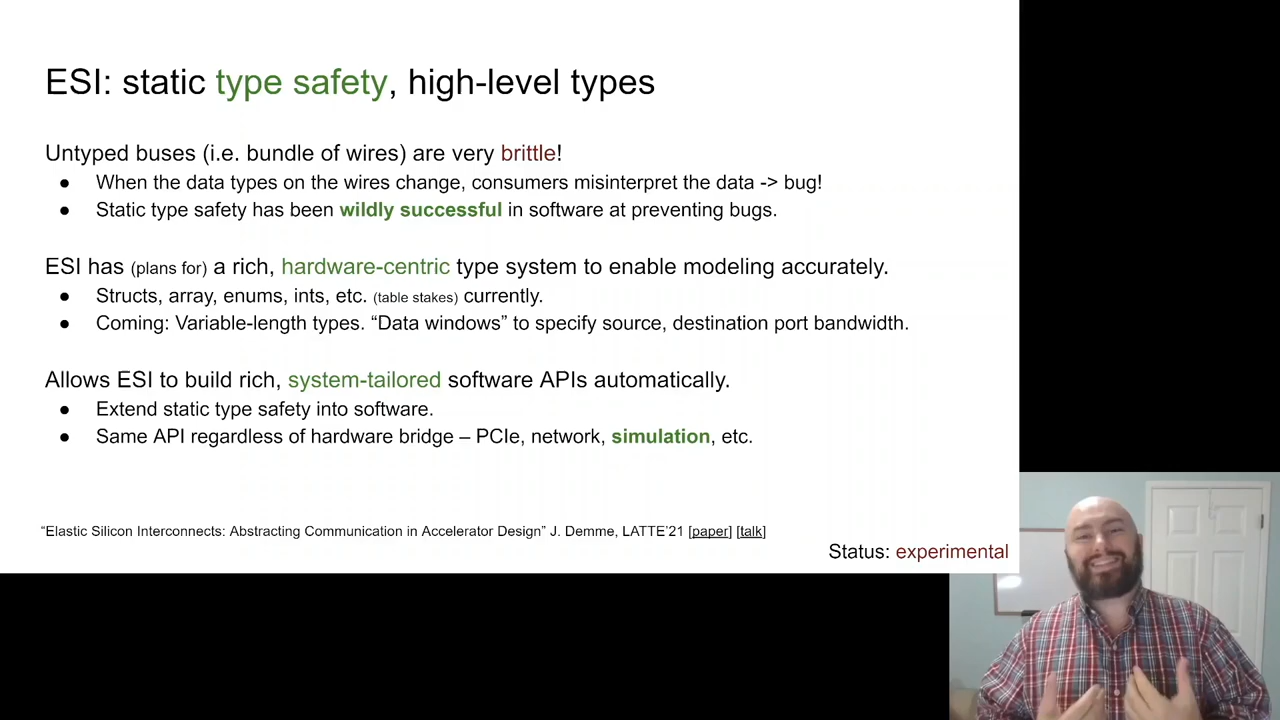 ESI: static type safety, high-level types
Untyped buses (i.e. bundle of wires) are very brittle!
● When the data types on the wires change, consumers misinterpret the data -> bug!
● Static type safety has been wildly successful in software at preventing bugs.
ESI has (plans for) a rich, hardware-centric type system to enable modeling accurately.
● Structs, array, enums, ints, etc. (table stakes) currently.
● Coming: Variable-length types. “Data windows” to specify source, destination port bandwidth.
Allows ESI to build rich, system-tailored software APIs automatically.
● Extend static type safety into software.
● Same API regardless of hardware bridge – PCIe, network, simulation, etc.
“Elastic Silicon Interconnects: Abstracting Communication in Accelerator Design” J. Demme, LATTE’21 [paper] [talk]
Status: experimental